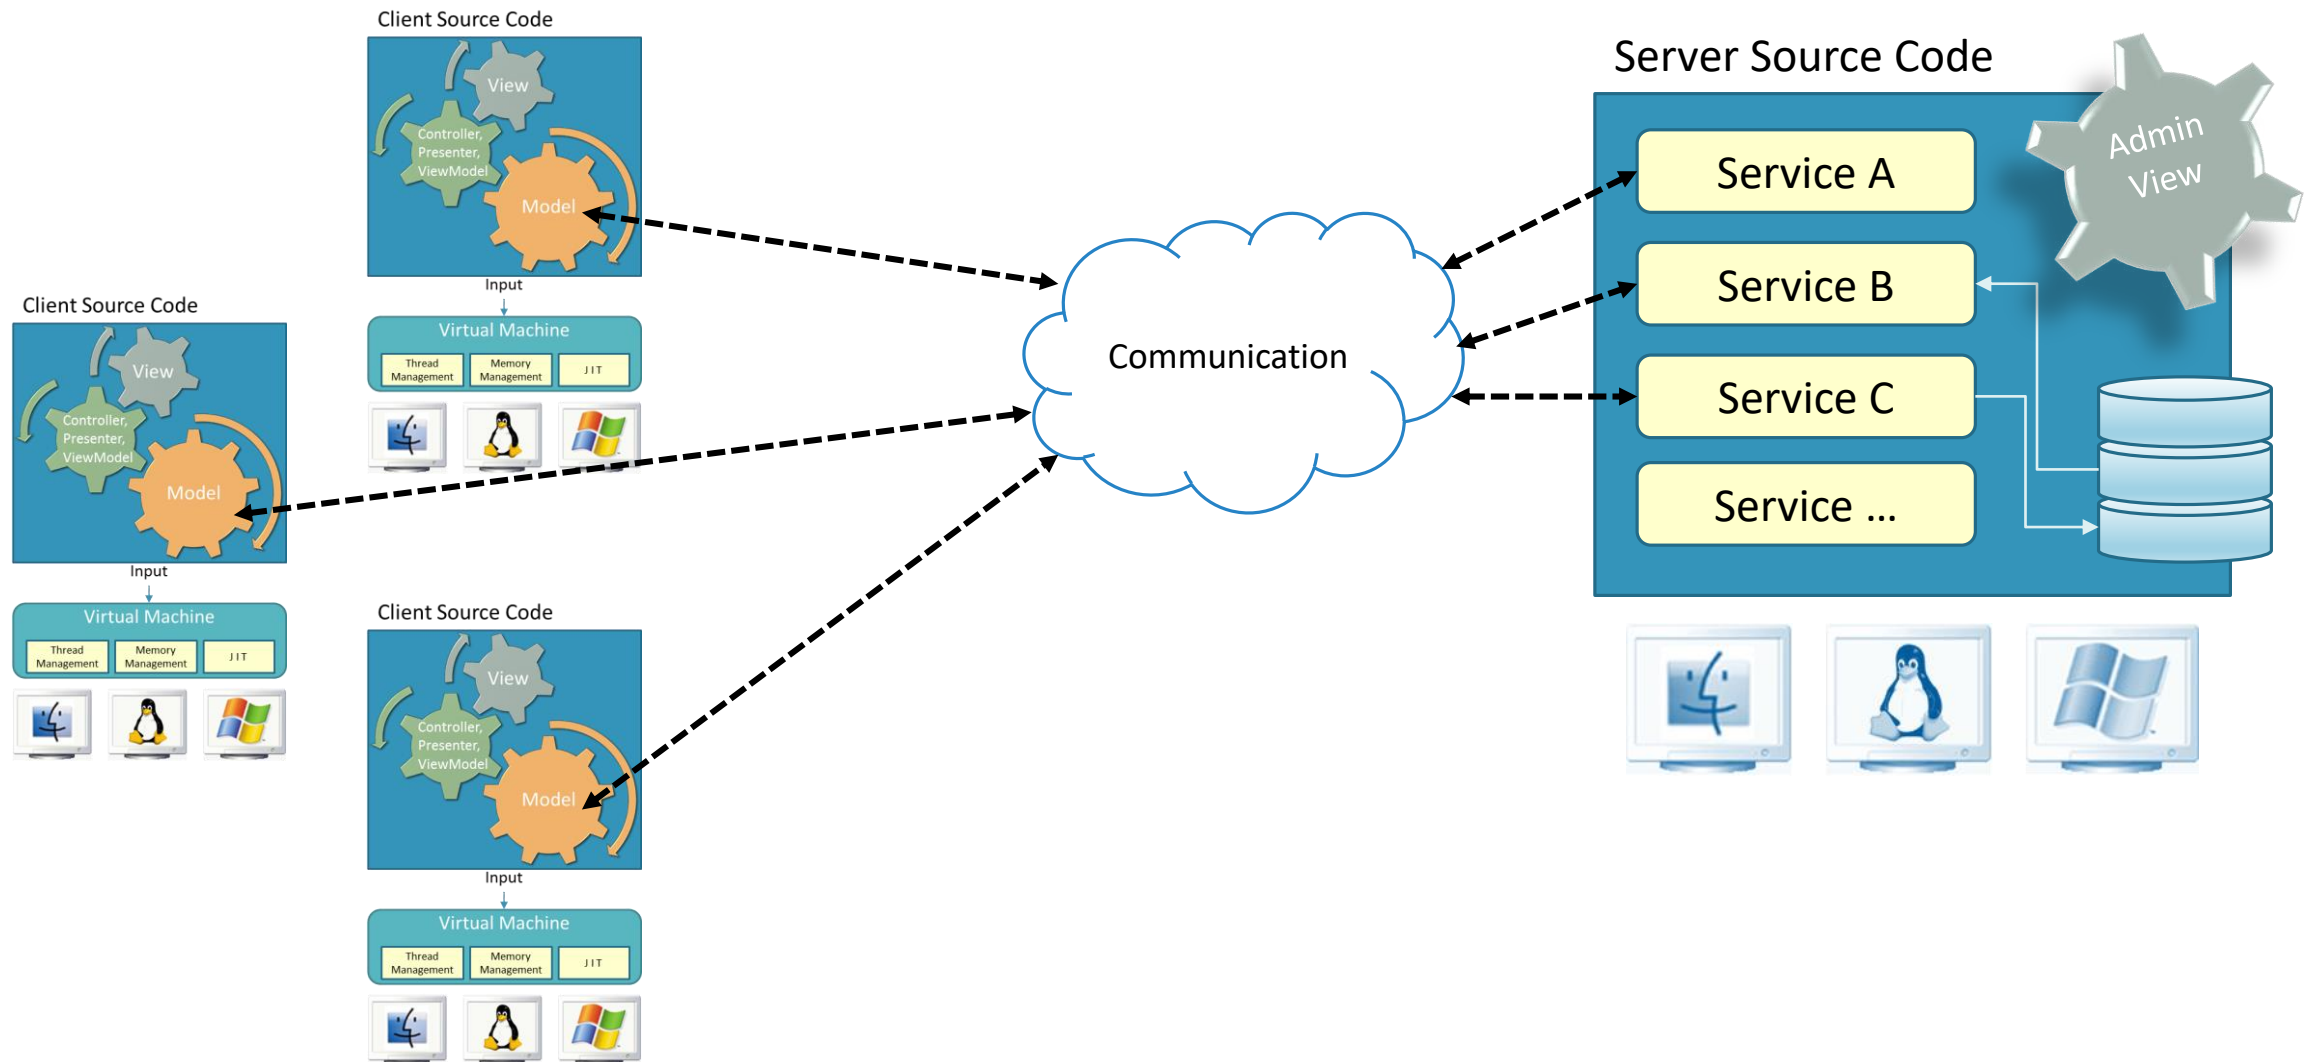 Client Source Code
View
Controller,
Presenter,
ViewModel
Model
Input
Virtual Machine
Thread
Management
Memory
Management
JIT
Client Source Code
View
Controller,
Presenter,
ViewModel
Model
Input
Virtual Machine
Thread
Management
Memory
Management
JIT
Client Source Code
View
Controller,
Presenter,
ViewModel
Model
Input
Virtual Machine
Thread
Management
Memory
Management
JIT
Communication
Server Source Code
Admin
View
Service A
Service B
Service C
Service ...